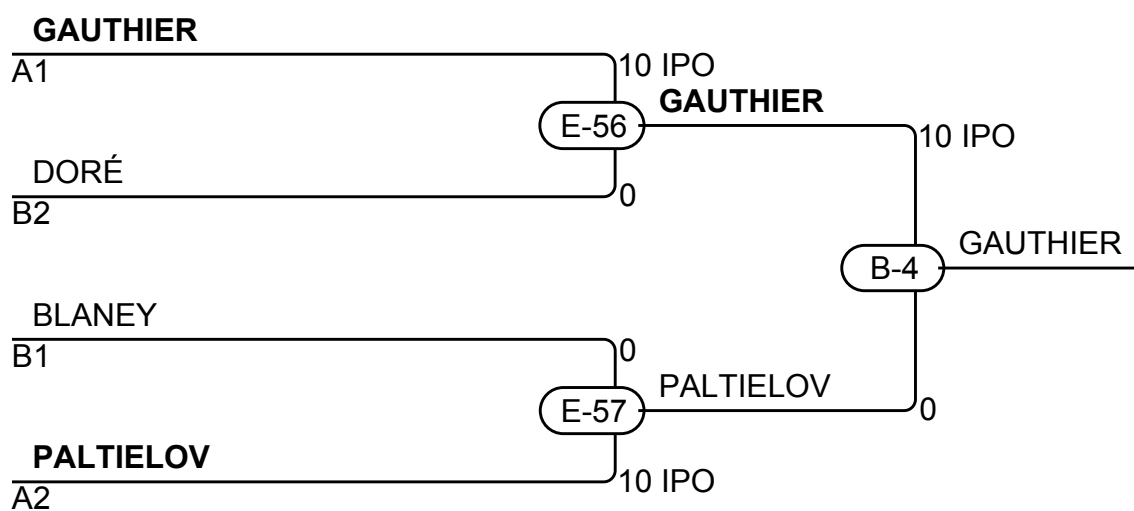 GAUTHIER
A1
10 IPO
GAUTHIER
E-56
10 IPO
DORÉ
0
B2
GAUTHIER
B-4
BLANEY
B1
0
PALTIELOV
0
E-57
PALTIELOV
10 IPO
A2